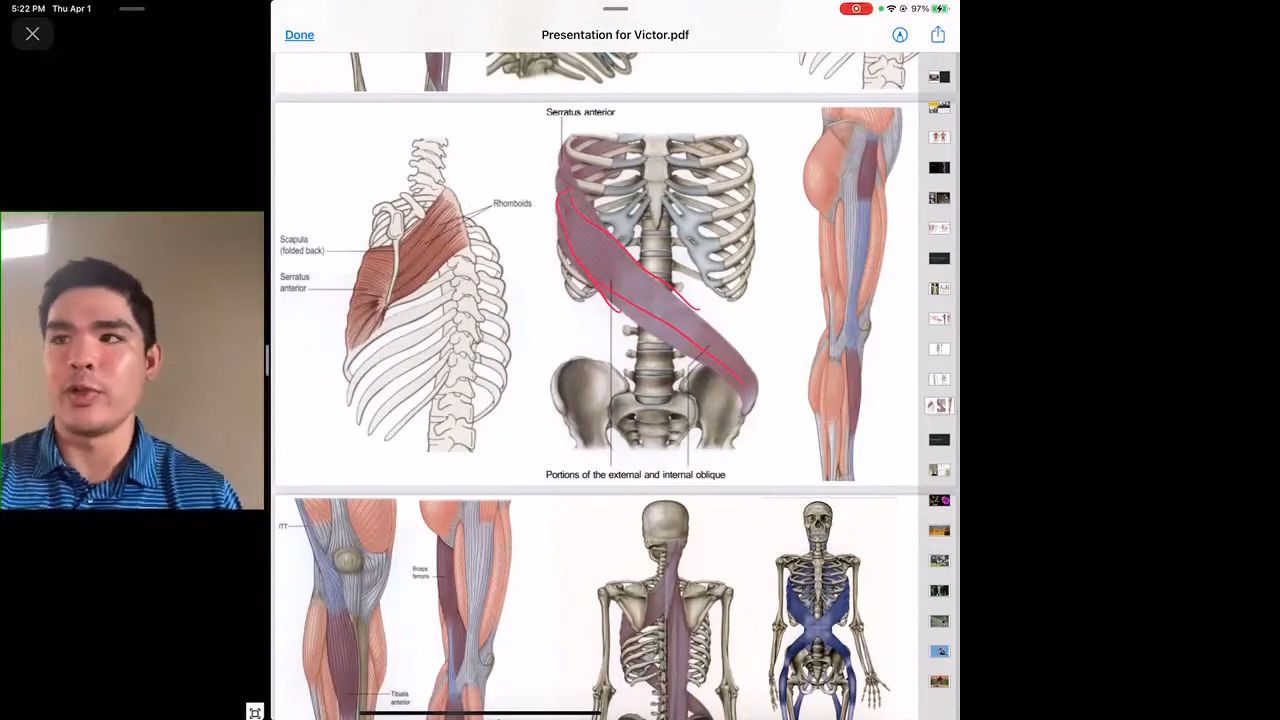 5:22 PM Thu Apr 1
97%
Done
Presentation for Victor.pdf
Serratus anterior
Rhomboids
Scapula
(folded back)
Serratus
anterior
Portions of the external and internal oblique
ITT
Biceps
femoris
Tibialis
anterior